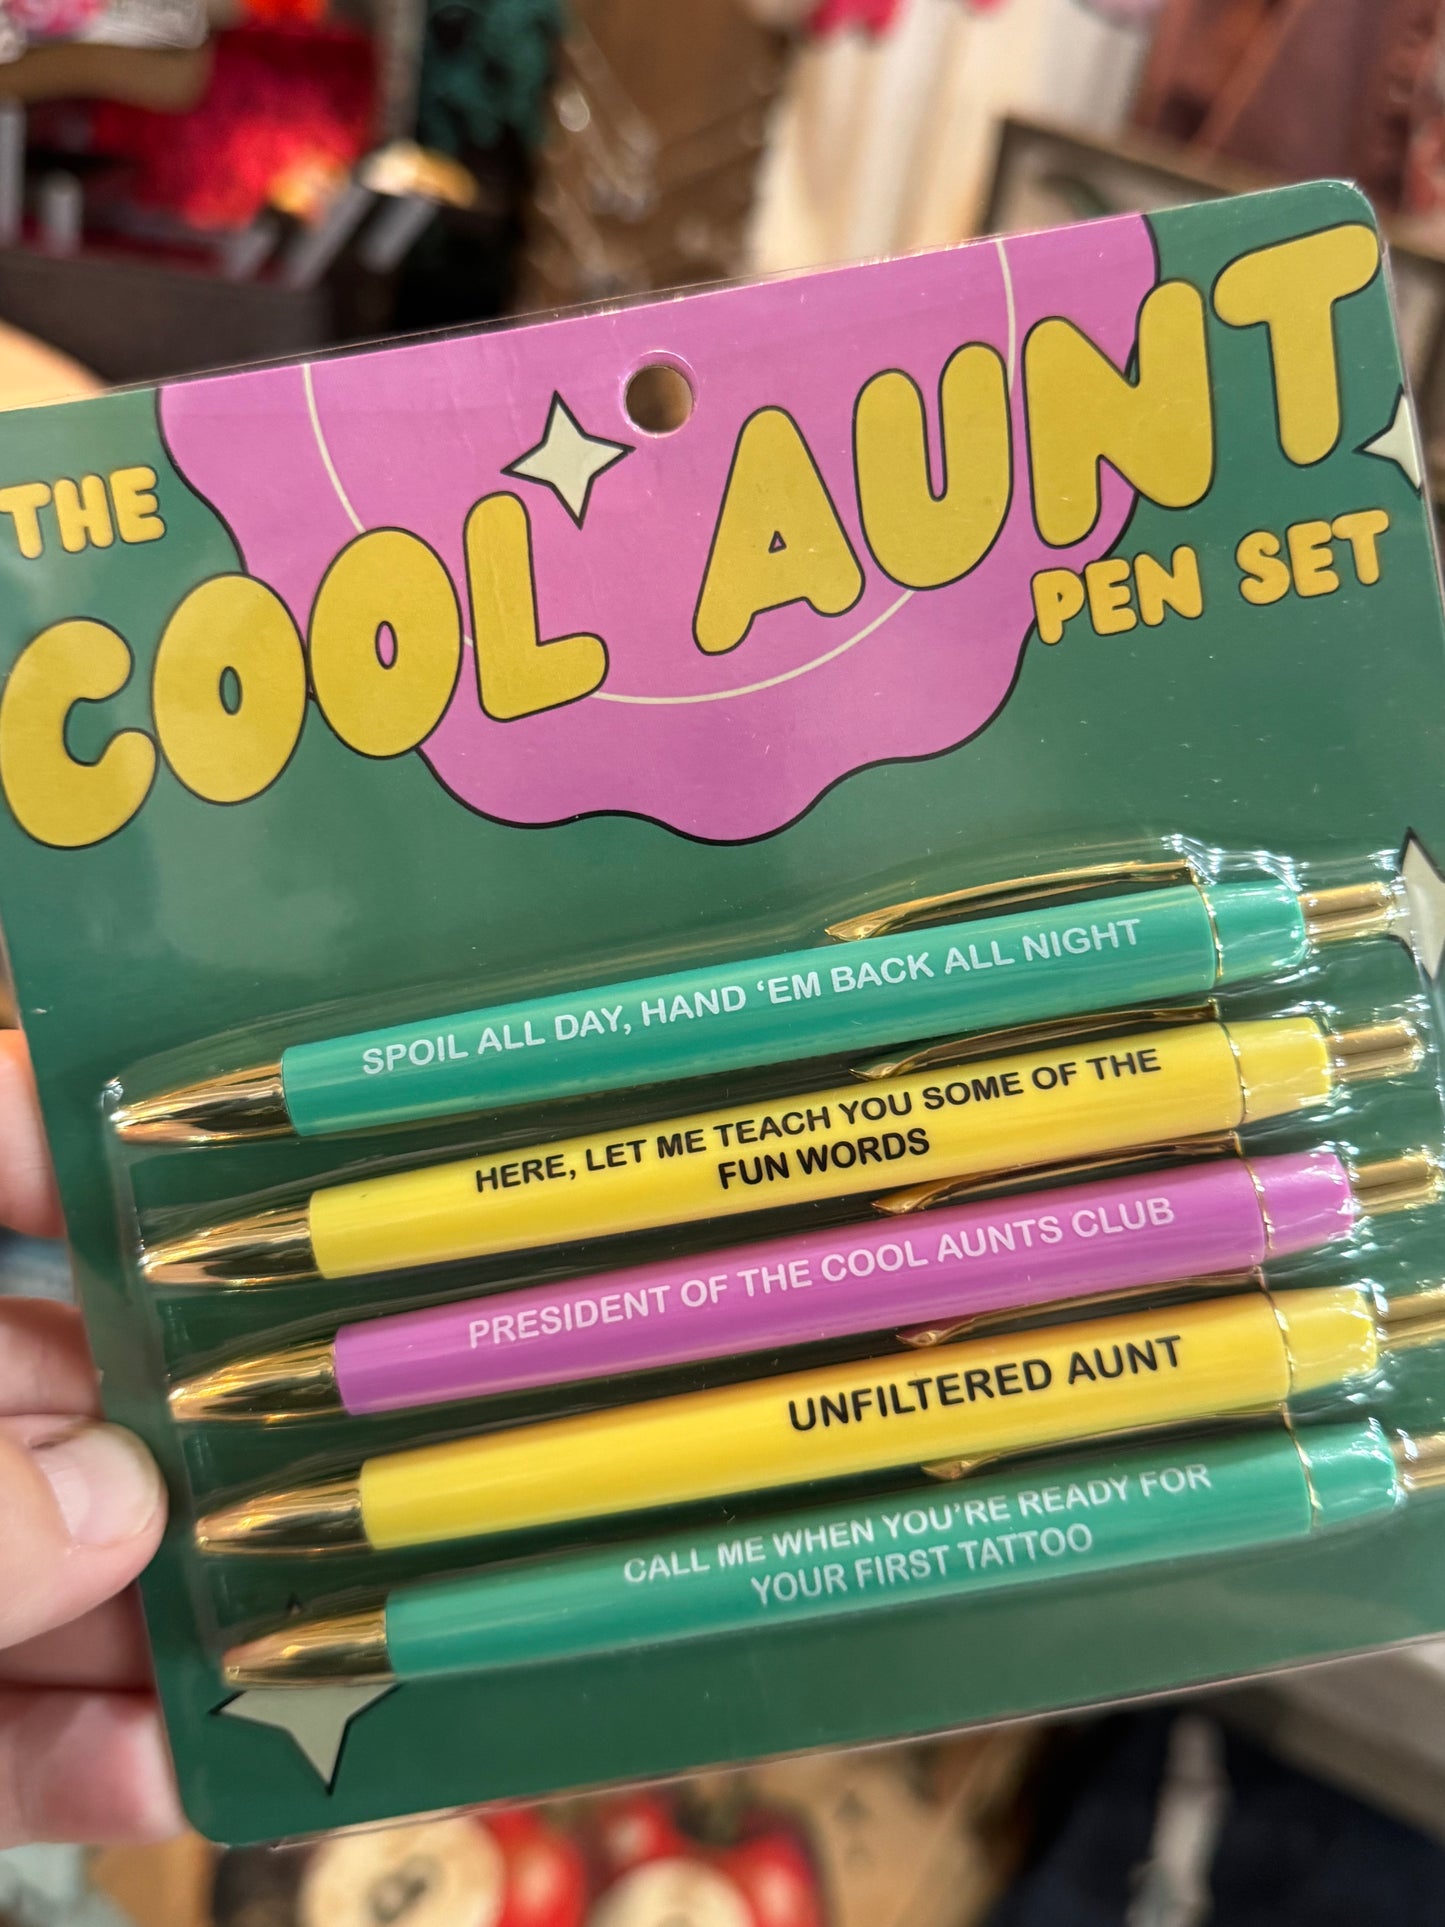 THE
COOL AUNT
PEN SET
SPOIL ALL DAY, HAND ‘EM BACK ALL NIGHT
HERE, LET ME TEACH YOU SOME OF THE
FUN WORDS
PRESIDENT OF THE COOL AUNTS CLUB
UNFILTERED AUNT
CALL ME WHEN YOU'RE READY FOR
YOUR FIRST TATTOO